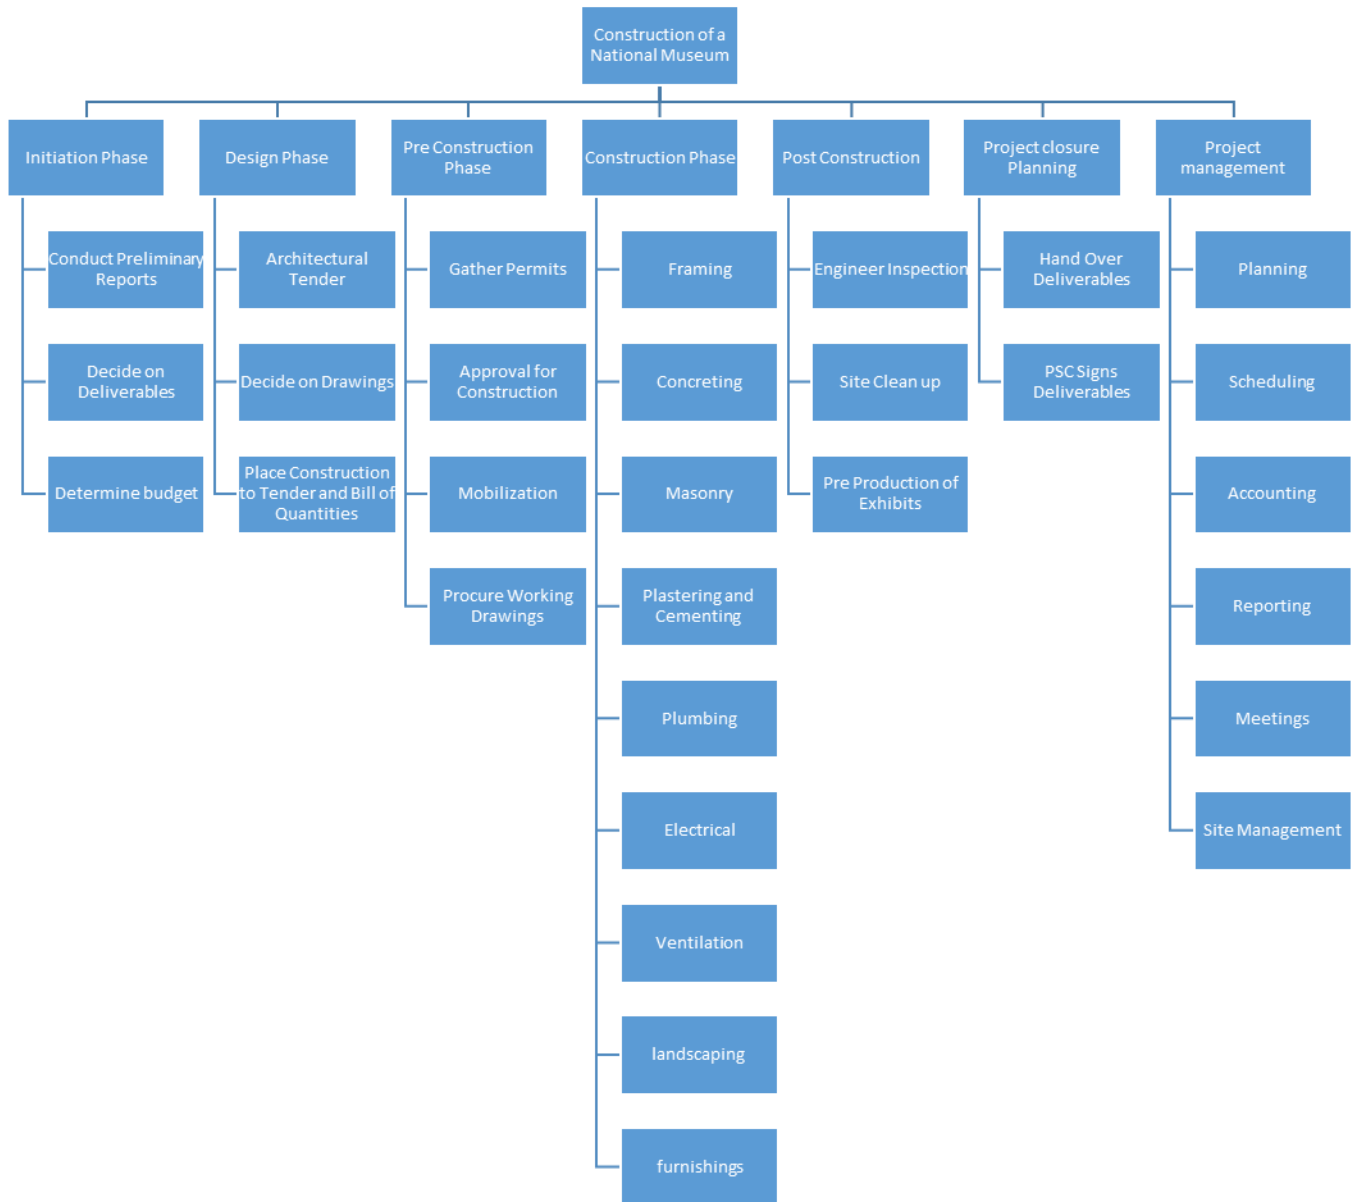 Construction of a
National Museum
Initiation Phase
Conduct Preliminary
Reports
Decide on
Deliverables
Determine budget
Design Phase
Architectural
Tender
Decide on Drawings
Place Construction
to Tender and Bill of
Quantities
Pre Construction
Phase
Gather Permits
Approval for
Construction
Mobilization
Procure Working
Drawings
Construction Phase
Framing
Concreting
Masonry
Plastering and
Cementing
Plumbing
Electrical
Ventilation
landscaping
furnishings
Post Construction
Engineer Inspection
Site Clean up
Pre Production of
Exhibits
Project closure
Planning
Hand Over
Deliverables
PSC Signs
Deliverables
Project
management
Planning
Scheduling
Accounting
Reporting
Meetings
Site Management